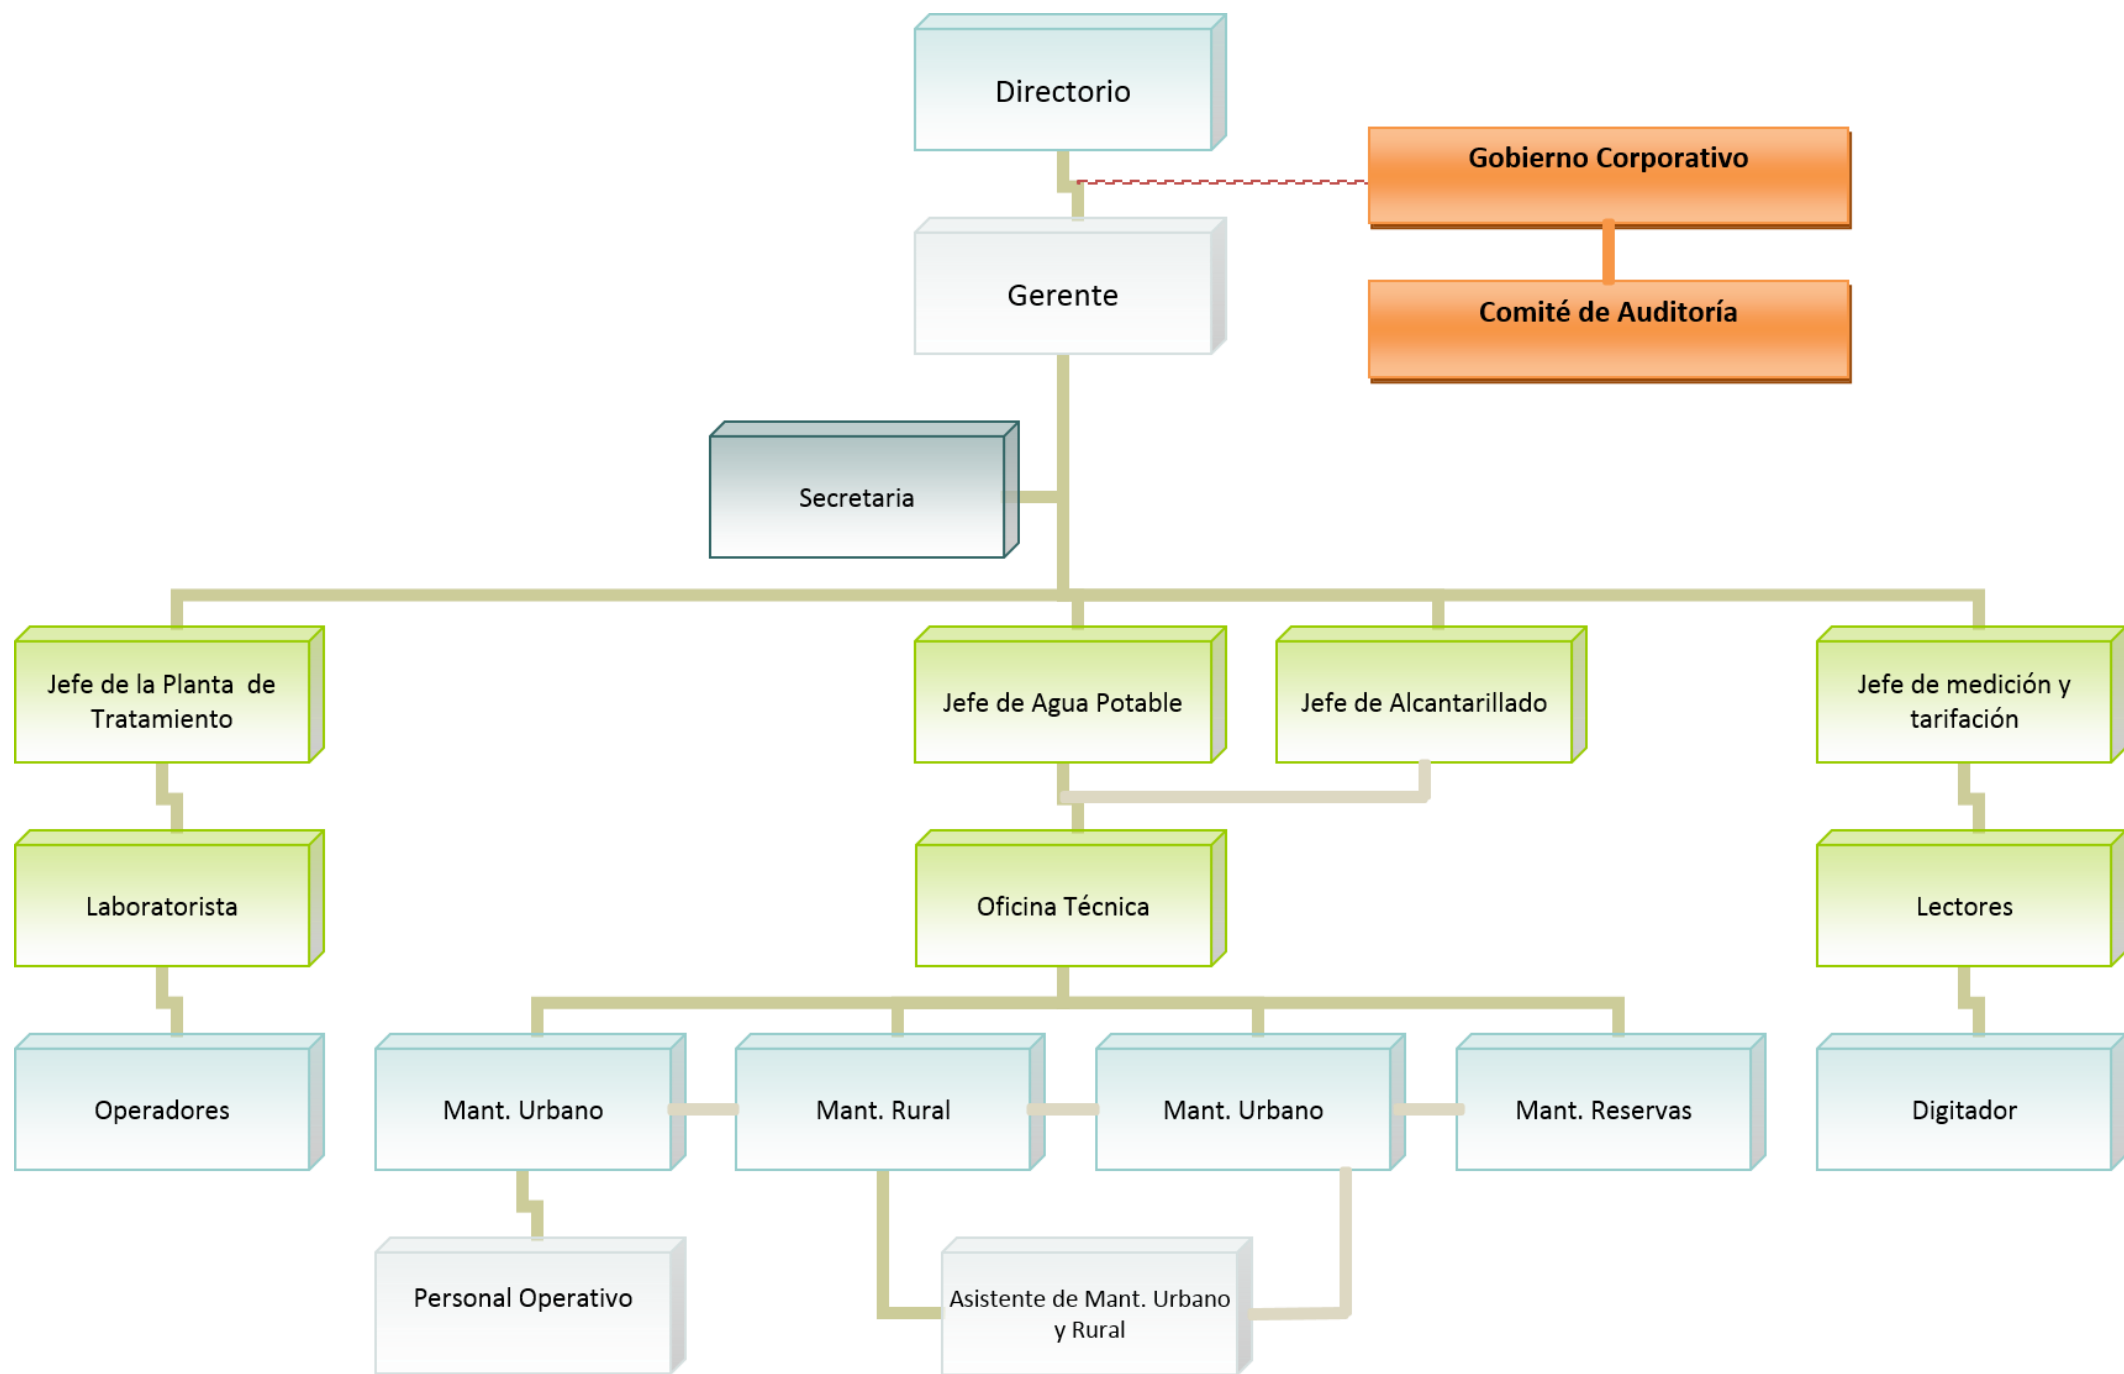 Directorio
Gobierno Corporativo
Gerente
Comité de Auditoría
Secretaria
Jefe de la Planta de
Tratamiento
Jefe de Agua Potable
Jefe de Alcantarillado
Jefe de medición y
tarifación
Laboratorista
Oficina Técnica
Lectores
Operadores
Mant. Urbano
Mant. Rural
Mant. Urbano
Mant. Reservas
Digitador
Personal Operativo
Asistente de Mant. Urbano
y Rural